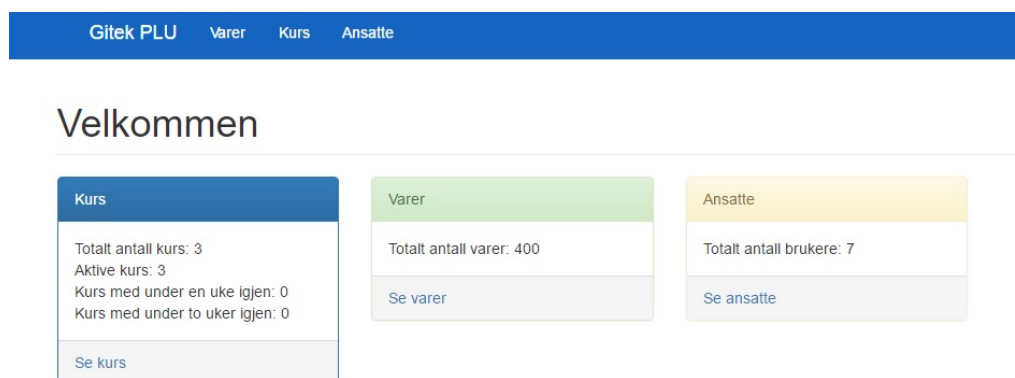 Gitek PLU Varer Kurs Ansatte
Velkommen
Kurs
Totalt antall kurs: 3
Aktive kurs: 3
Kurs med under en uke igjen: 0
Kurs med under to uker igjen: 0
Se kurs
Varer
Totalt antall varer: 400
Se varer
Ansatte
Totalt antall brukere: 7
Se ansatte